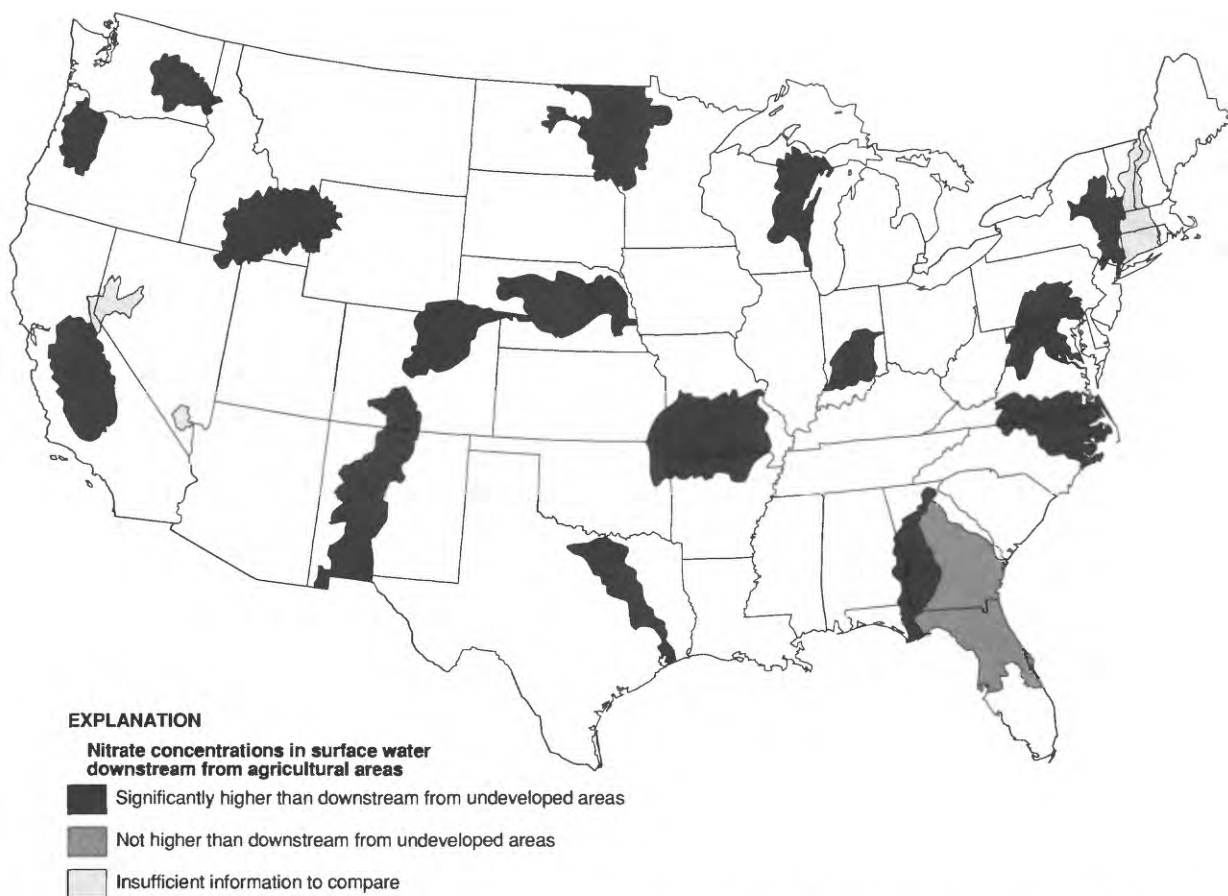 EXPLANATION
Nitrate concentrations in surface water
downstream from agricultural areas
Significantly higher than downstream from undeveloped areas
Not higher than downstream from undeveloped areas
Insufficient information to compare